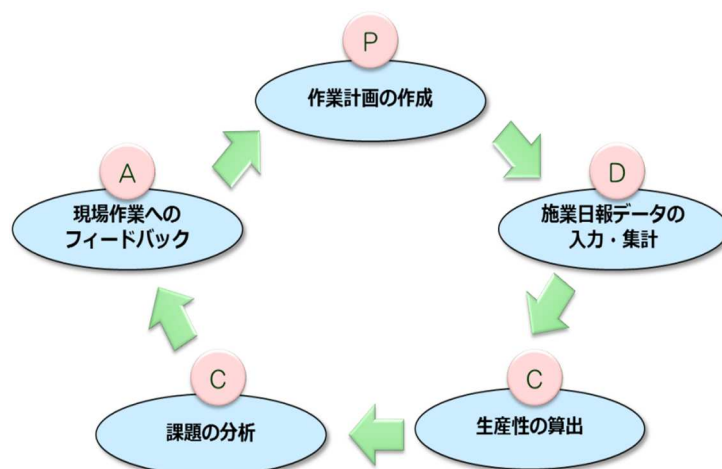 P
作業計画の作成
D
施業日報データの
入力・集計
C
生産性の算出
C
課題の分析
A
現場作業への
フィードバック